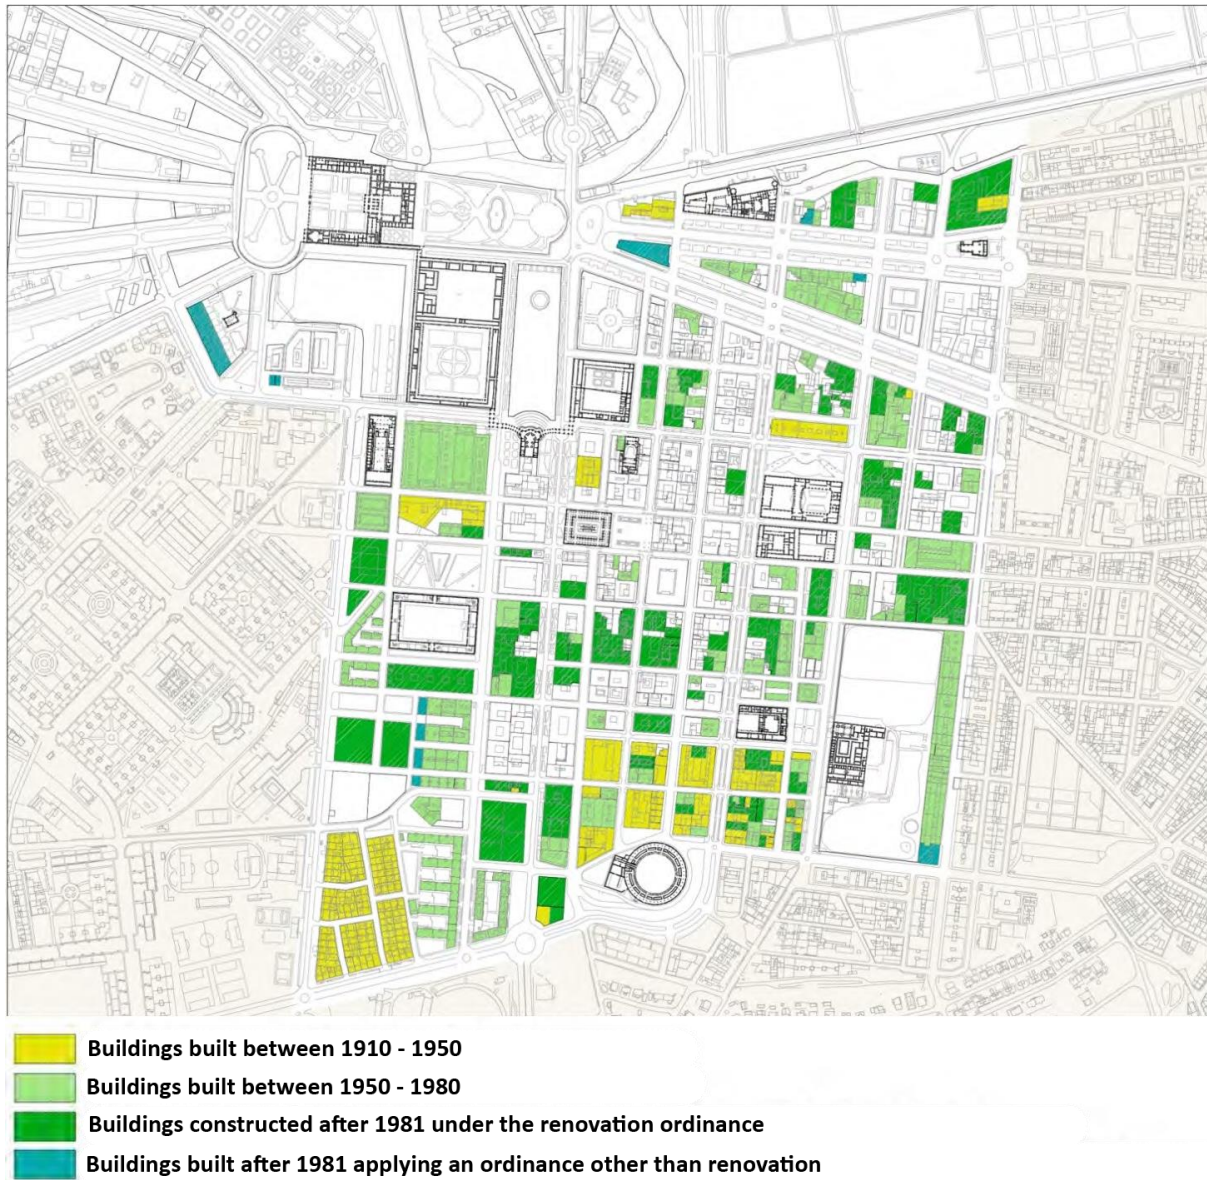 Buildings built between 1910 - 1950
Buildings built between 1950 - 1980
Buildings constructed after 1981 under the renovation ordinance
Buildings built after 1981 applying an ordinance other than renovation